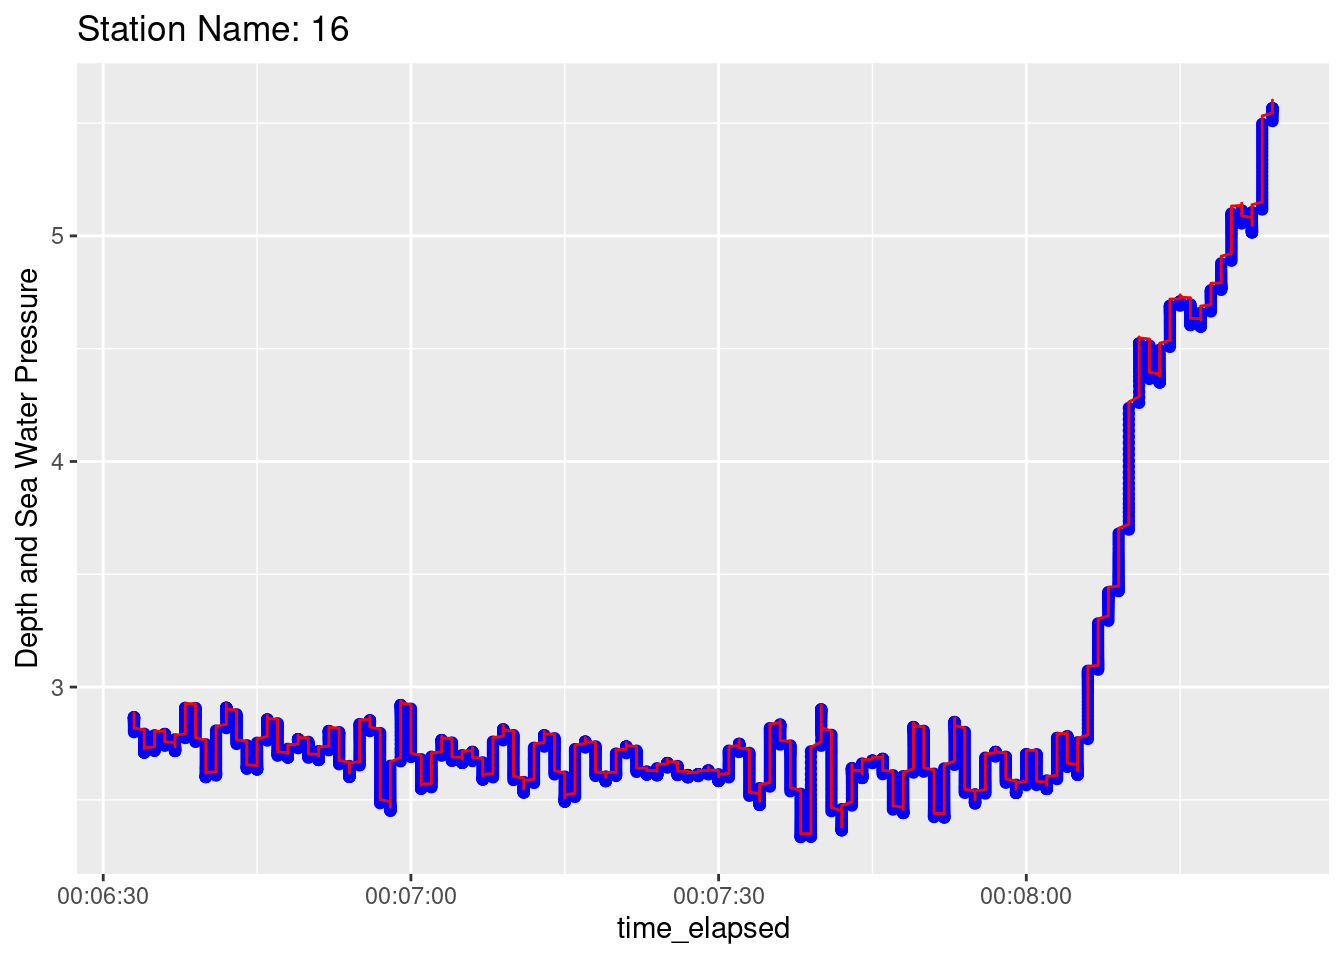 Station Name: 16
Depth and Sea Water Pressure
5
4
3
00:06:30 00:07:00 00:07:30 00:08:00
time_elapsed